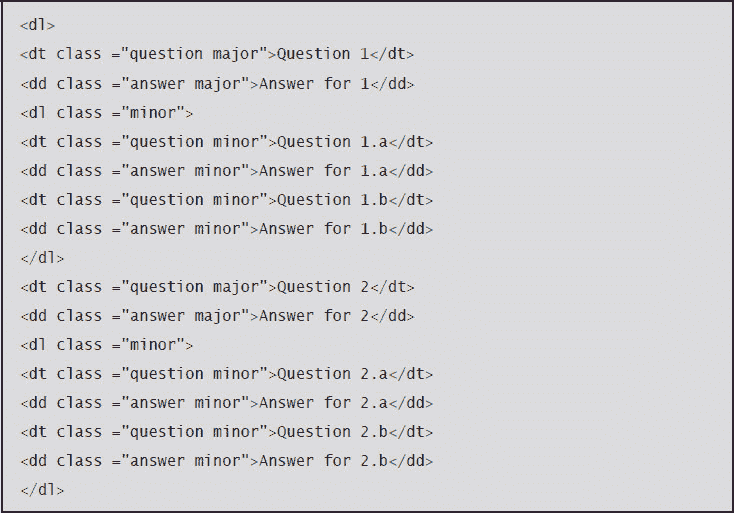 <dl>
<dt class ="question major">Question 1</dt>
<dd class ="answer major">Answer for 1</dd>
<dl class ="minor">
<dt class ="question minor">Question 1.a</dt>
<dd class ="answer minor">Answer for 1.a</dd>
<dt class ="question minor">Question 1.b</dt>
<dd class ="answer minor">Answer for 1.b</dd>
</dl>
<dt class ="question major">Question 2</dt>
<dd class ="answer major">Answer for 2</dd>
<dl class ="minor">
<dt class ="question minor">Question 2.a</dt>
<dd class ="answer minor">Answer for 2.a</dd>
<dt class ="question minor">Question 2.b</dt>
<dd class ="answer minor">Answer for 2.b</dd>
</dl>